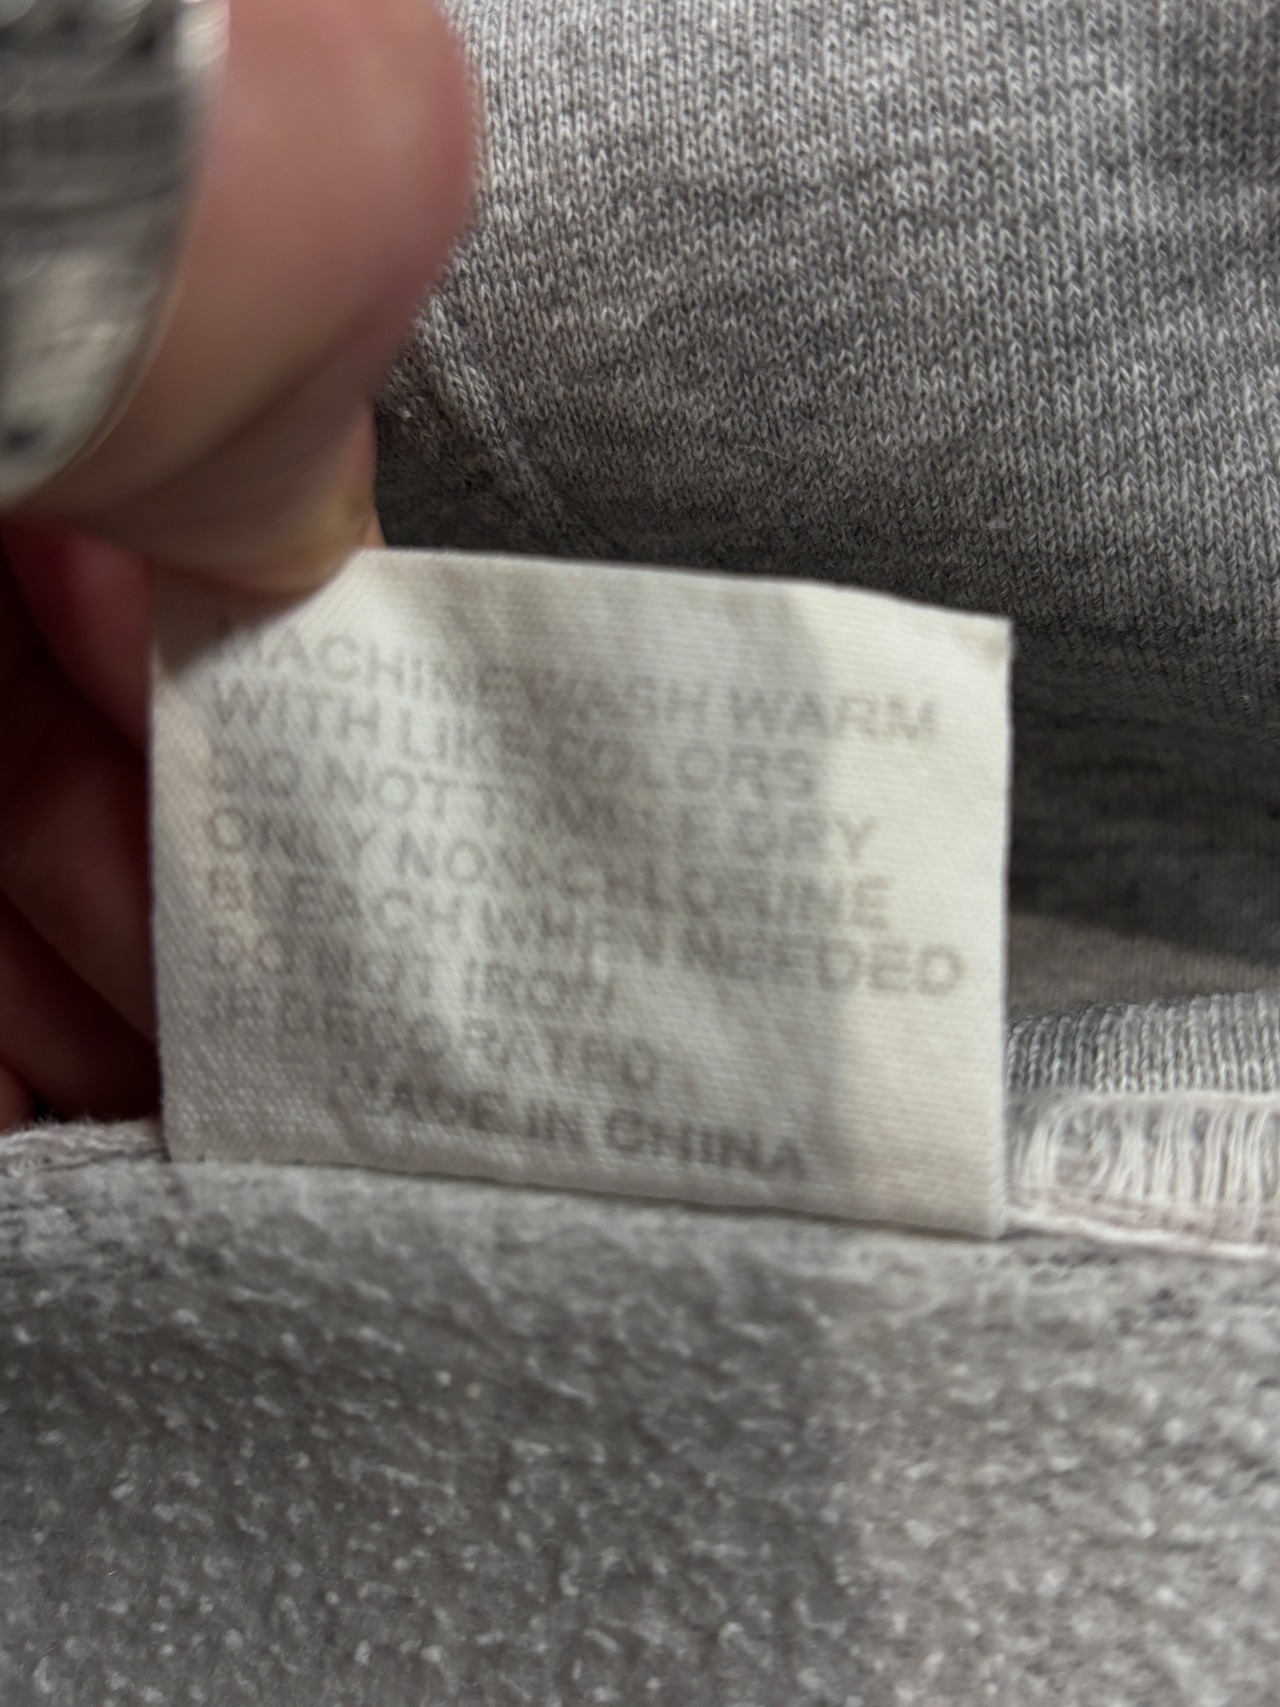 MACHINE WASH WARM
WITH LIKE COLORS
DO NOT TUMBLE DRY
ONLY NON-CHLORINE
BLEACH WHEN NEEDED
DO NOT IRON
IF DECORATED
MADE IN CHINA